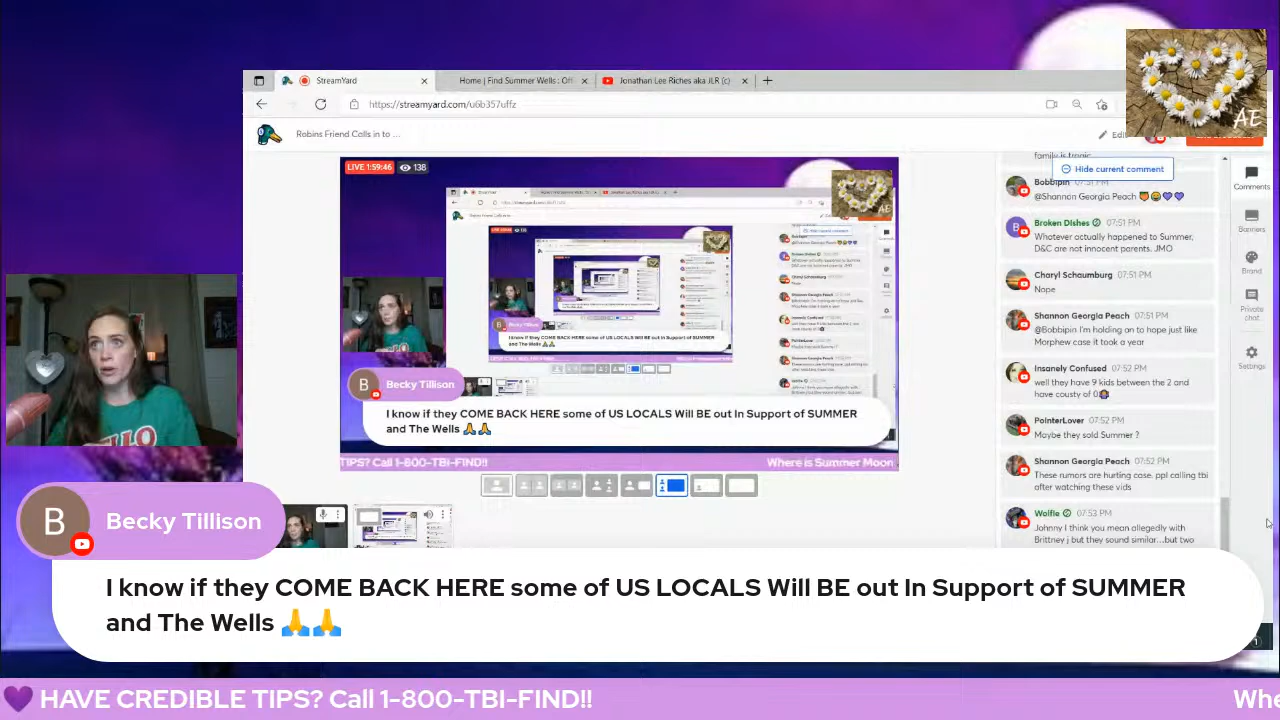 StreamYard
Home | Find Summer Wells : Off
Jonathan Lee Riches aka JLR (c)
https://streamyard.com/u6b357uffz
Robins Friend Calls in to ...
AE
LIVE 1:59:46 138
AE
Becky Tillison
I know if they COME BACK HERE some of US LOCALS Will BE out In Support of SUMMER
and The Wells 🙏 🙏
TIPS? Call 1-800-TBI-FIND!!
Where is Summer Moon
family is tragic
Hide current comment
Bobbipin 07:51 PM
@Shannon Georgia Peach 🍑😄💜💜
Broken Dishes 07:51 PM
Whatever actually happened to Summer,
D&C are not innocent parents. JMO
Charyl Schaumburg 07:51 PM
Nope
Shannon Georgia Peach 07:51 PM
@Bobbipin I'm holding on to hope just like
Morphew case it took a year
Insanely Confused 07:52 PM
well they have 9 kids between the 2 and
have cousty of 0
PointerLover 07:52 PM
Maybe they sold Summer ?
Shannon Georgia Peach 07:52 PM
These rumors are hurting case. ppl calling tbi
after watching these vids
Wolfie 07:53 PM
Johnny I think you mean allegedly with
Brittney j but they sound similar...but two
Comments
Banners
Brand
Private
chat
Settings
B Becky Tillison
I know if they COME BACK HERE some of US LOCALS Will BE out In Support of SUMMER
and The Wells 🙏🙏
💜 HAVE CREDIBLE TIPS? Call 1-800-TBI-FIND!!
Whe